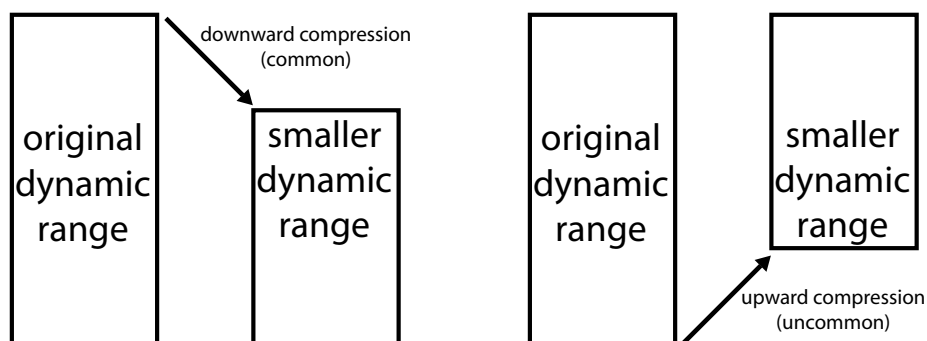 downward compression
(common)
original
dynamic
range
smaller
dynamic
range
original
dynamic
range
smaller
dynamic
range
upward compression
(uncommon)